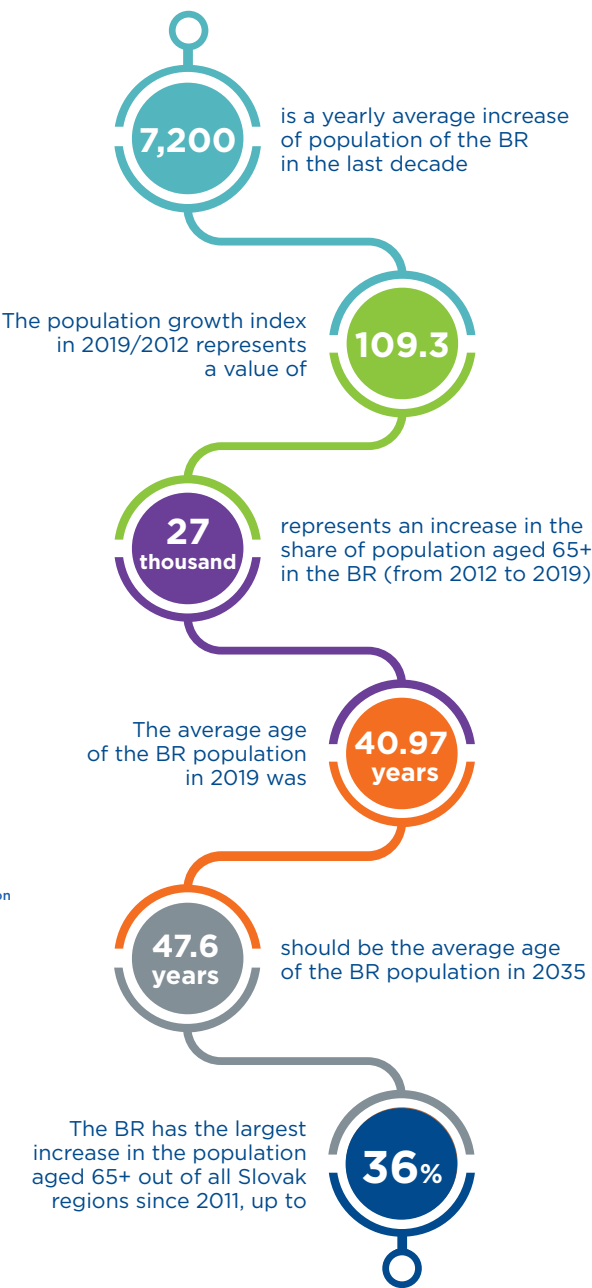 7,200
is a yearly average increase
of population of the BR
in the last decade
The population growth index
in 2019/2012 represents
a value of
109.3
27
thousand
represents an increase in the
share of population aged 65+
in the BR (from 2012 to 2019)
The average age
of the BR population
in 2019 was
40.97
years
47.6
years
should be the average age
of the BR population in 2035
The BR has the largest
increase in the population
aged 65+ out of all Slovak
regions since 2011, up to
36%